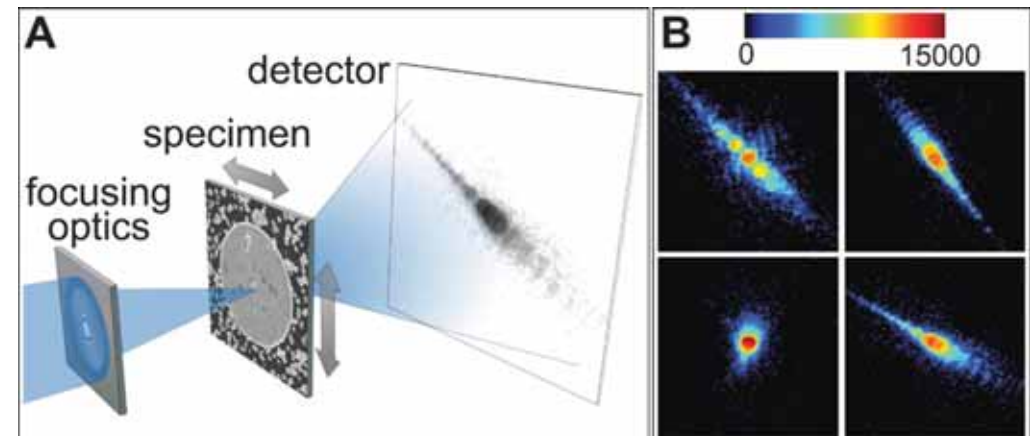 A
detector
specimen
focusing
optics
B
0
15000